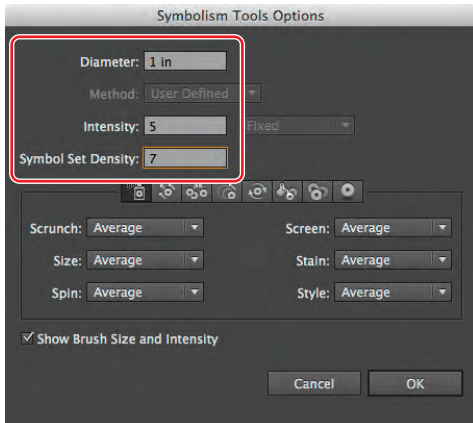 Symbolism Tools Options
Diameter: 1 in
Method: User Defined
Intensity: 5 Fixed
Symbol Set Density: 7
Scrunch: Average Screen: Average
Size: Average Stain: Average
Spin: Average Style: Average
Show Brush Size and Intensity
Cancel OK